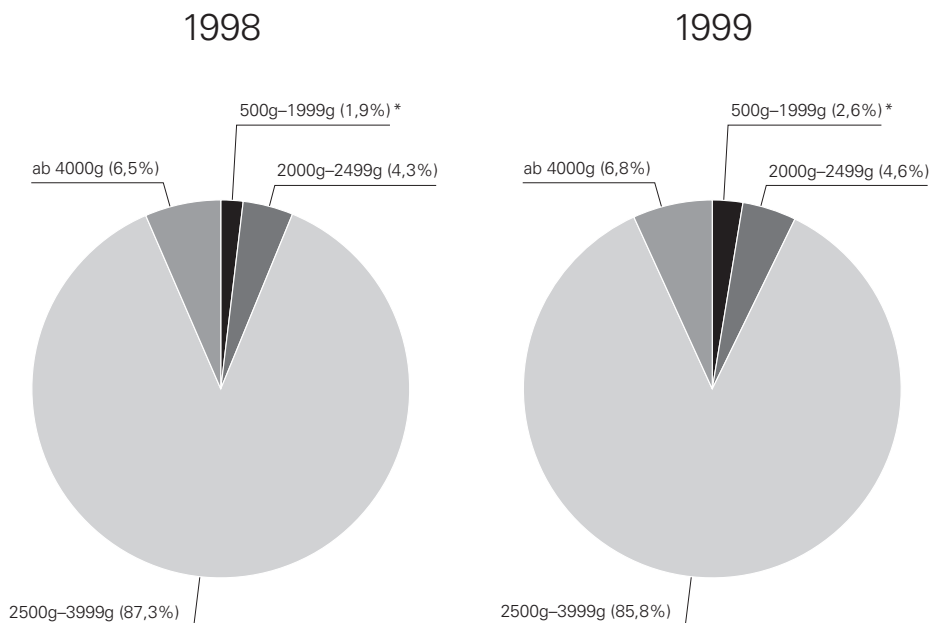 1998
500g–1999g (1,9%) *
ab 4000g (6,5%)
2000g–2499g (4,3%)
2500g–3999g (87,3%)
1999
500g–1999g (2,6%) *
ab 4000g (6,8%)
2000g–2499g (4,6%)
2500g–3999g (85,8%)